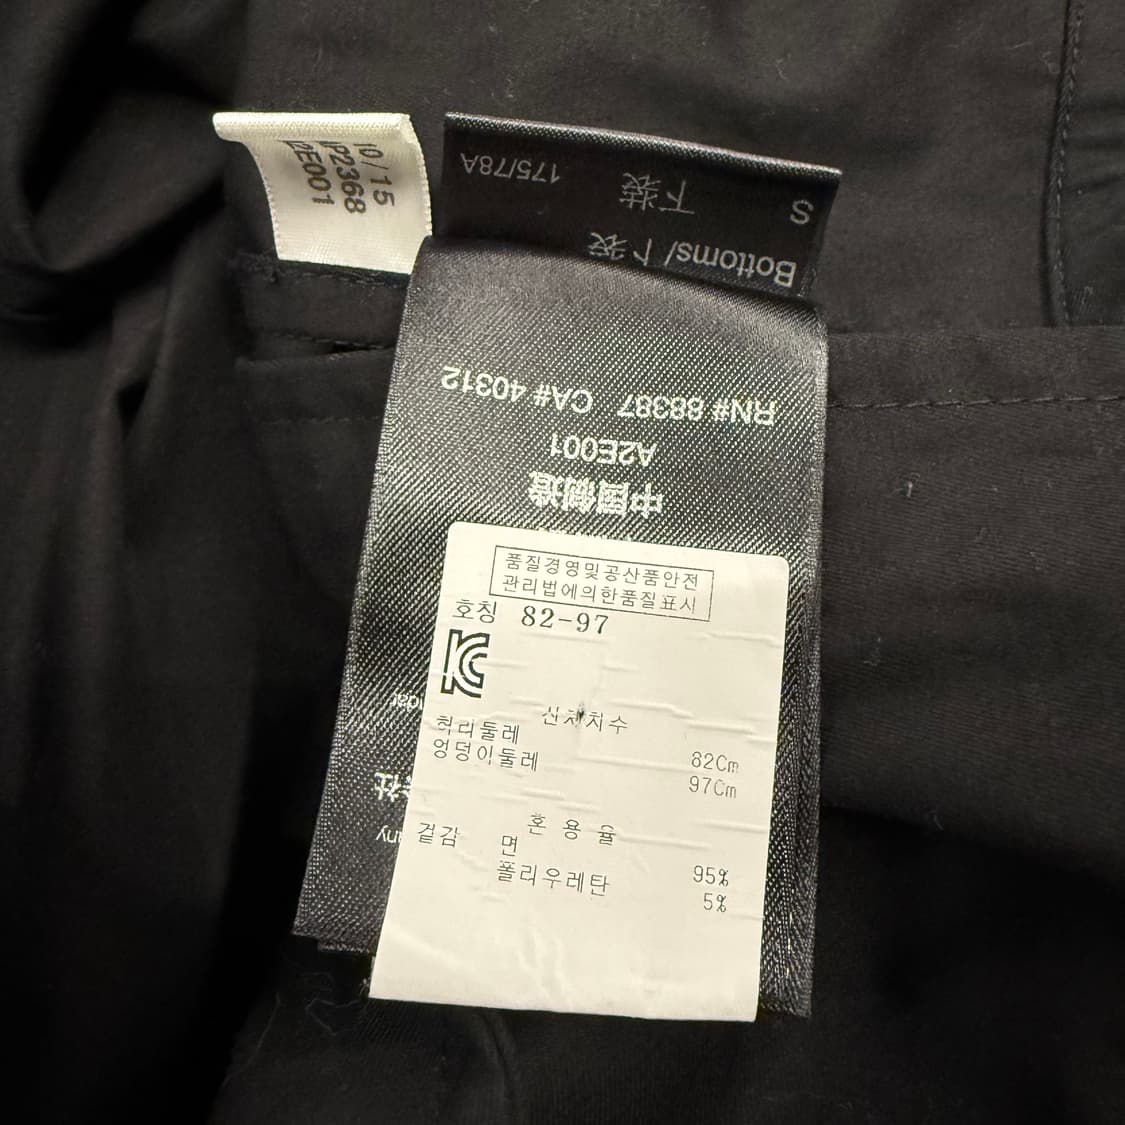 10/15
P2368
2E001
Bottoms/下装
S
下装
175/78A
RN# 88387 CA# 40312
A2E001
中国制造
품질경영및공산품안전
관리법에의한품질표시
호칭 82-97
신체치수
허리둘레 82Cm
엉덩이둘레 97Cm
혼용율
겉감 면 95%
폴리우레탄 5%